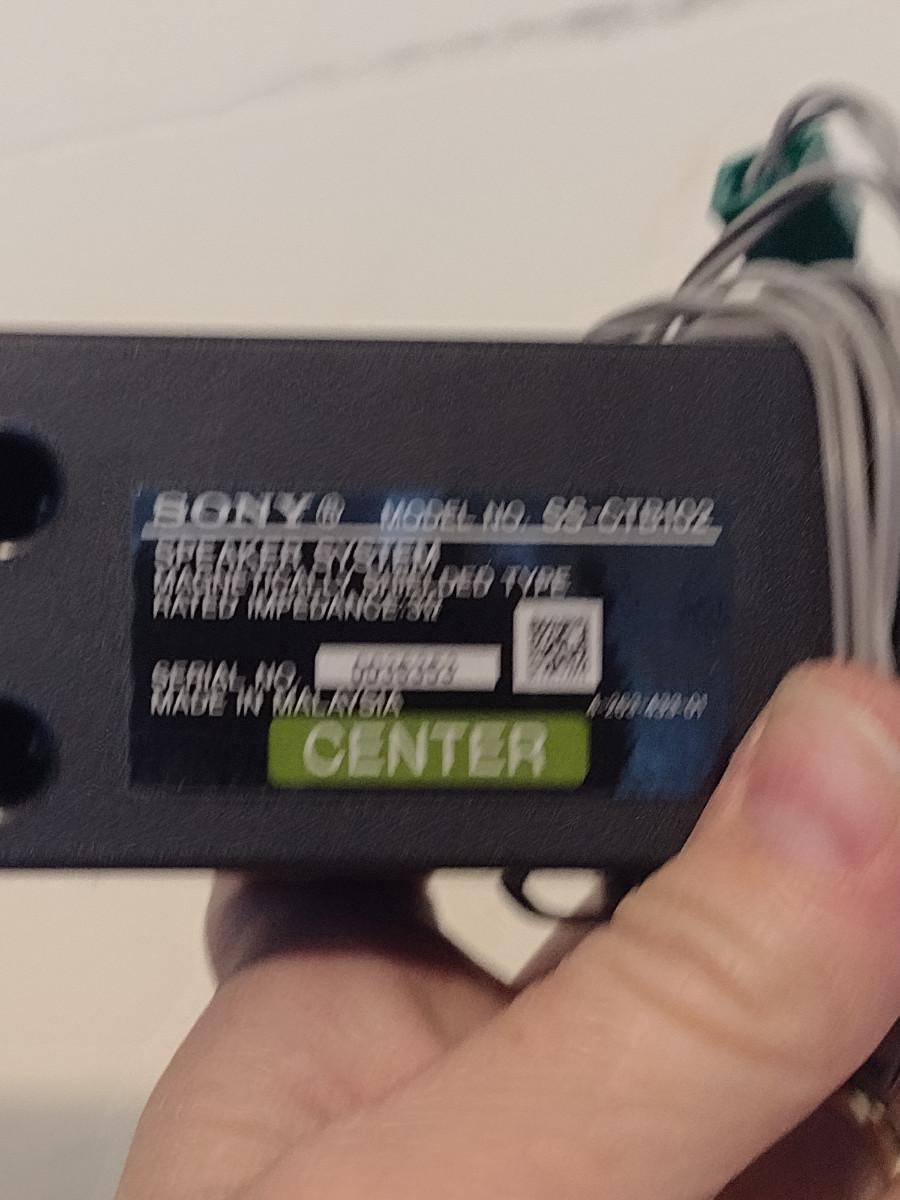 SONY® MODEL NO. SS-CTB102
SPEAKER SYSTEM
MAGNETICALLY SHIELDED TYPE
RATED IMPEDANCE 3Ω
SERIAL NO.
MADE IN MALAYSIA
CENTER